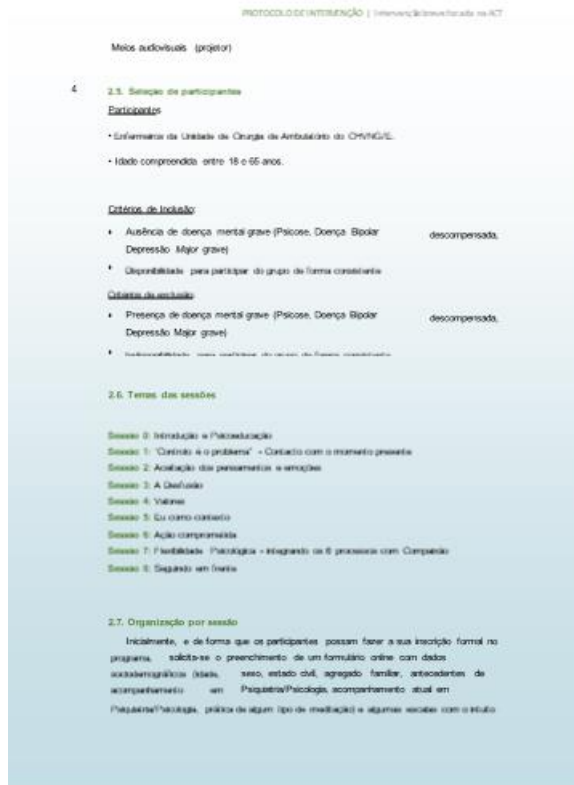 PROTOCOLO DE INTERVENÇÃO | Intervenção breve focada na ACT
Meios audiovisuais (projetor)
4
2.5. Seleção de participantes
Participantes
• Enfermeiros da Unidade de Cirurgia de Ambulatório do CHVNG/E.
• Idade compreendida entre 18 e 65 anos.
Critérios de Inclusão:
• Ausência de doença mental grave (Psicose, Doença Bipolar descompensada,
Depressão Major grave)
• Disponibilidade para participar do grupo de forma consistente
Critérios de exclusão:
• Presença de doença mental grave (Psicose, Doença Bipolar descompensada,
Depressão Major grave)
• Indisponibilidade para participar do grupo de forma consistente
2.6. Temas das sessões
Sessão 0: Introdução e Psicoeducação
Sessão 1: "Controlo é o problema" - Contacto com o momento presente
Sessão 2: Aceitação dos pensamentos e emoções
Sessão 3: A Desfusão
Sessão 4: Valores
Sessão 5: Eu como contexto
Sessão 6: Ação comprometida
Sessão 7: Flexibilidade Psicológica - integrando os 6 processos com Compaixão
Sessão 8: Seguindo em frente
2.7. Organização por sessão
Inicialmente, e de forma que os participantes possam fazer a sua inscrição formal no
programa, solicita-se o preenchimento de um formulário online com dados
sociodemográficos (idade, sexo, estado civil, agregado familiar, antecedentes de
acompanhamento em Psiquiatria/Psicologia, acompanhamento atual em
Psiquiatria/Psicologia, prática de algum tipo de meditação) e algumas escalas com o intuito